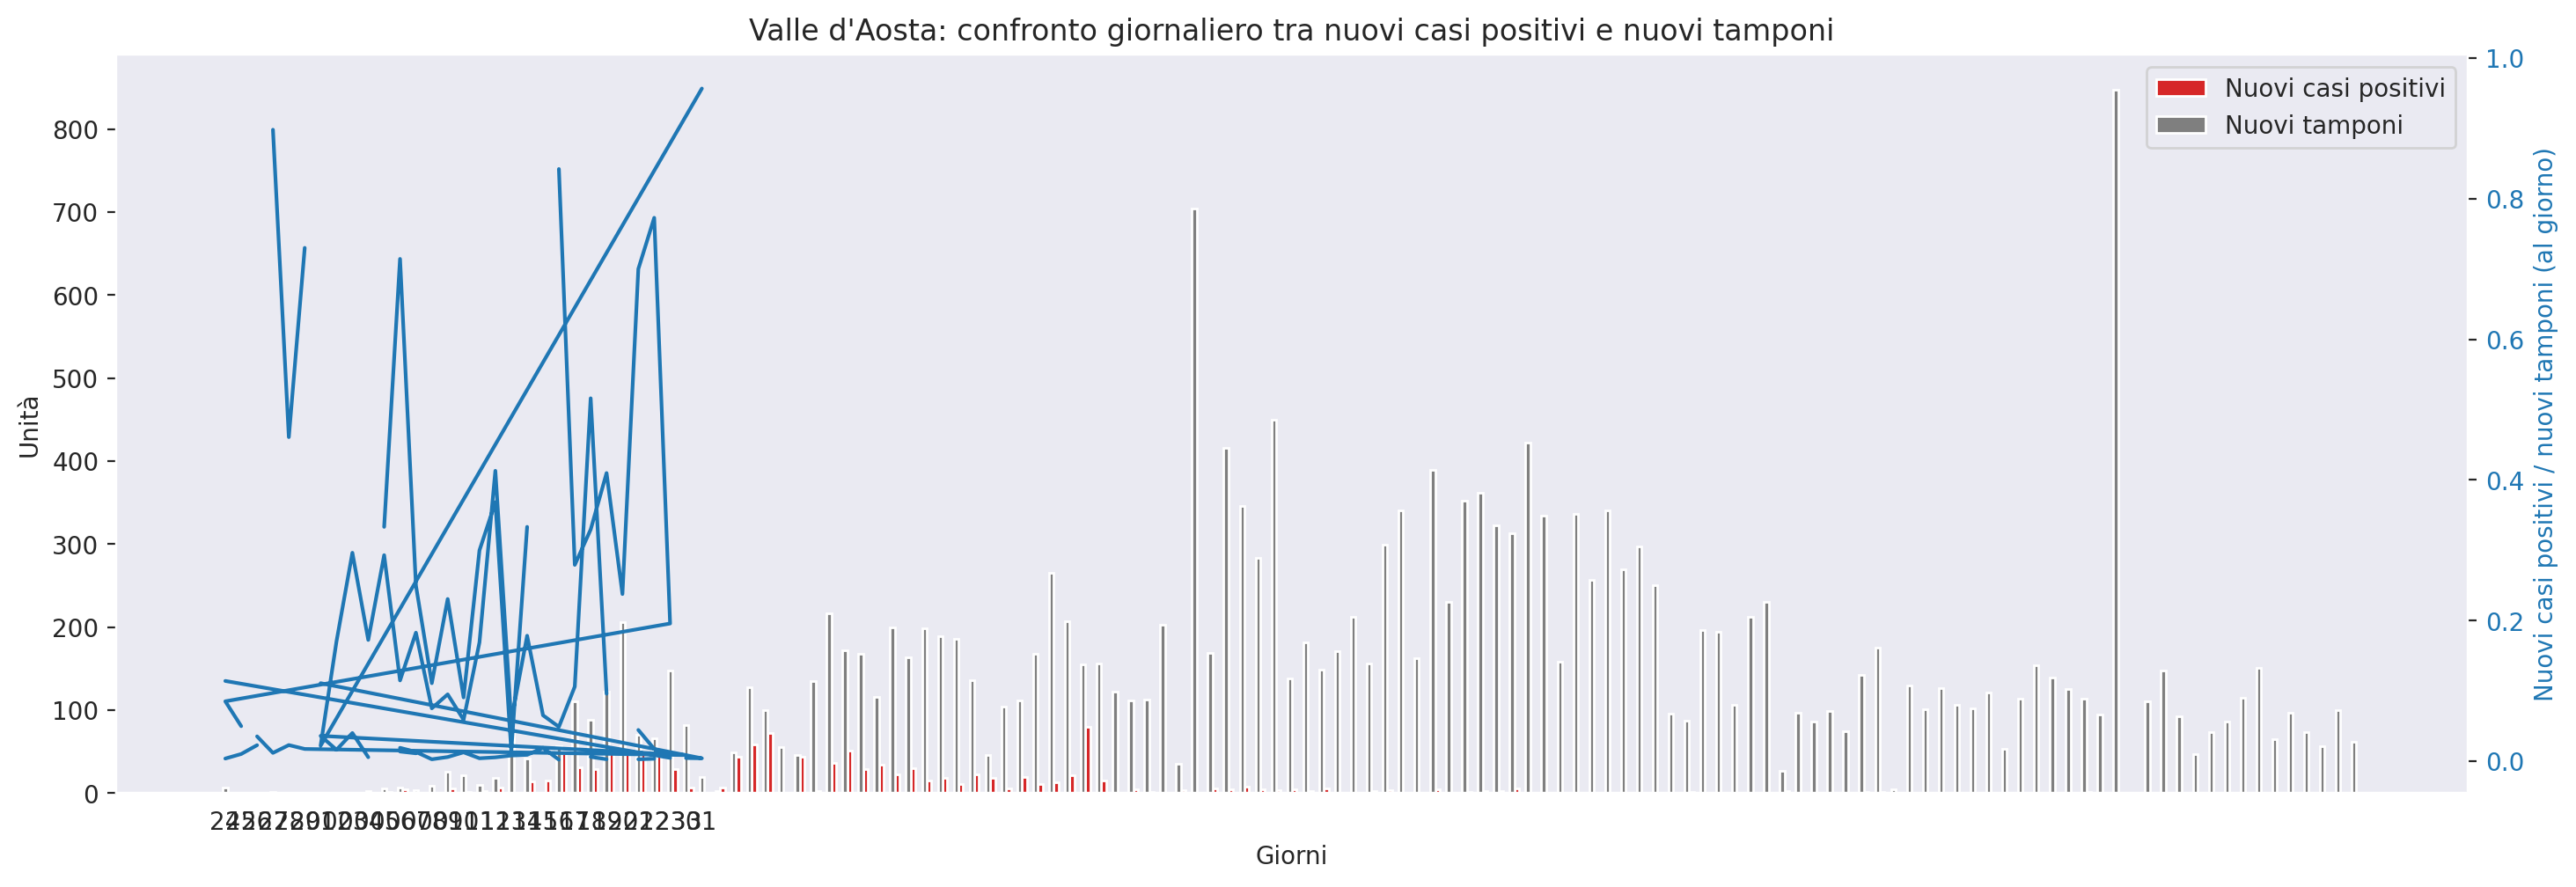 Valle d'Aosta: confronto giornaliero tra nuovi casi positivi e nuovi tamponi
Nuovi casi positivi
Nuovi tamponi
Unità
800
700
600
500
400
300
200
100
0
1.0
0.8
0.6
0.4
0.2
0.0
Nuovi casi positivi / nuovi tamponi (al giorno)
Giorni